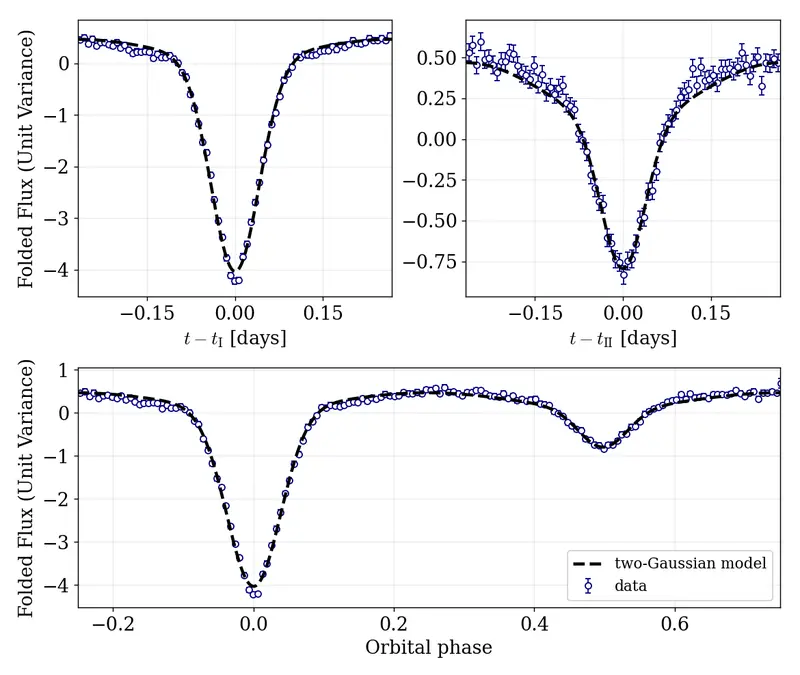 Folded Flux (Unit Variance)
0
−1
−2
−3
−4
−0.15 0.00 0.15
t − t_I [days]
0.50
0.25
0.00
−0.25
−0.50
−0.75
−0.15 0.00 0.15
t − t_II [days]
Folded Flux (Unit Variance)
1
0
−1
−2
−3
−4
two-Gaussian model
data
−0.2 0.0 0.2 0.4 0.6
Orbital phase